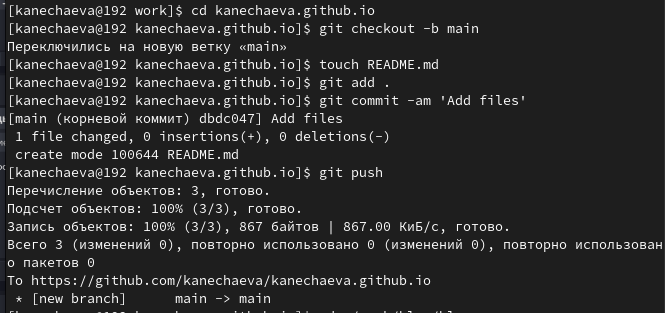 [kanechaeva@192 work]$ cd kanechaeva.github.io
[kanechaeva@192 kanechaeva.github.io]$ git checkout -b main
Переключились на новую ветку «main»
[kanechaeva@192 kanechaeva.github.io]$ touch README.md
[kanechaeva@192 kanechaeva.github.io]$ git add .
[kanechaeva@192 kanechaeva.github.io]$ git commit -am 'Add files'
[main (корневой коммит) dbdc047] Add files
 1 file changed, 0 insertions(+), 0 deletions(-)
 create mode 100644 README.md
[kanechaeva@192 kanechaeva.github.io]$ git push
Перечисление объектов: 3, готово.
Подсчет объектов: 100% (3/3), готово.
Запись объектов: 100% (3/3), 867 байтов | 867.00 КиБ/с, готово.
Всего 3 (изменений 0), повторно использовано 0 (изменений 0), повторно использован
о пакетов 0
To https://github.com/kanechaeva/kanechaeva.github.io
 * [new branch]      main -> main